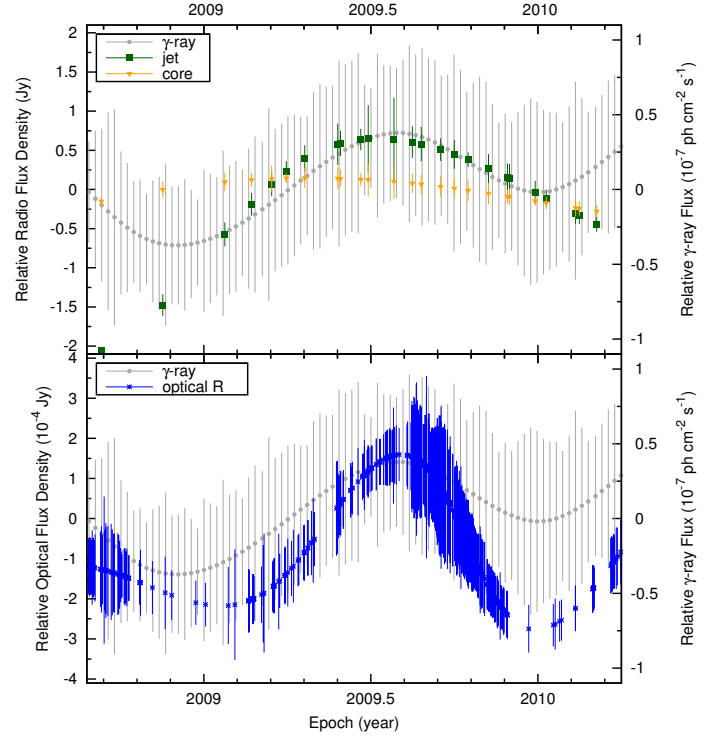 2009 2009.5 2010
γ-ray
jet
core
2
1.5
1
0.5
0
-0.5
-1
-1.5
-2
Relative Radio Flux Density (Jy)
1
0.5
0
-0.5
-1
Relative γ-ray Flux (10-7 ph cm-2 s-1)
γ-ray
optical R
4
3
2
1
0
-1
-2
-3
-4
Relative Optical Flux Density (10-4 Jy)
1
0.5
0
-0.5
-1
Relative γ-ray Flux (10-7 ph cm-2 s-1)
2009 2009.5 2010
Epoch (year)